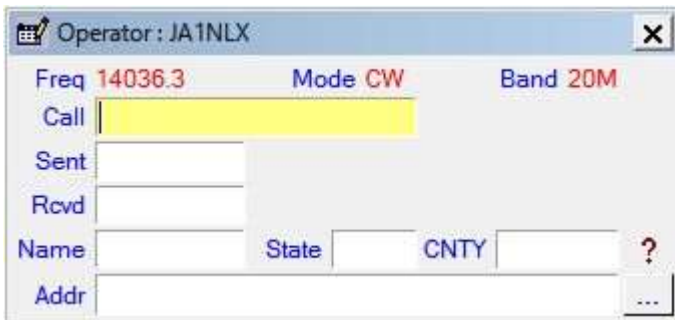 Operator : JA1NLX
Freq 14036.3 Mode CW Band 20M
Call
Sent
Rcvd
Name State CNTY ?
Addr ...